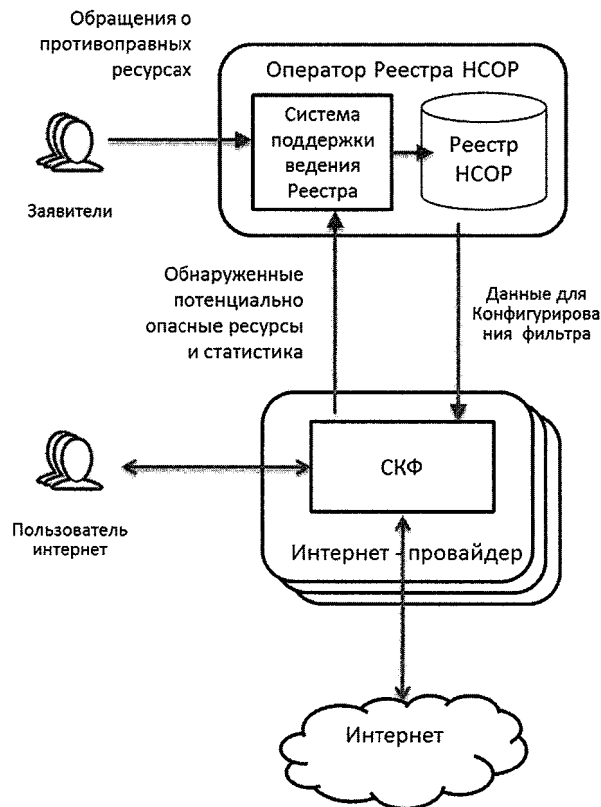 Обращения о
противоправных
ресурсах
Оператор Реестра НСОР
Система
поддержки
ведения
Реестра
Реестр
НСОР
Заявители
Обнаруженные
потенциально
опасные ресурсы
и статистика
Данные для
Конфигурирова
ния фильтра
СКФ
Пользователь
интернет
Интернет - провайдер
Интернет